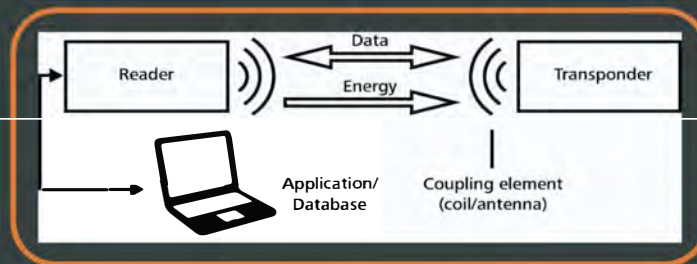 Data
Reader
Transponder
Energy
Application/
Database
Coupling element
(coil/antenna)